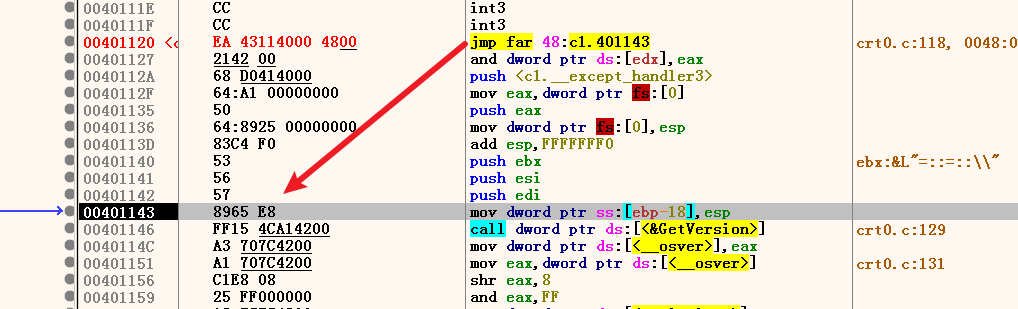 0040111E CC int3
0040111F CC int3
00401120 <c EA 43114000 4800 jmp far 48:c1.401143 crt0.c:118, 0048:0
00401127 2142 00 and dword ptr ds:[edx],eax
0040112A 68 D0414000 push <c1.__except_handler3>
0040112F 64:A1 00000000 mov eax,dword ptr fs:[0]
00401135 50 push eax
00401136 64:8925 00000000 mov dword ptr fs:[0],esp
0040113D 83C4 F0 add esp,FFFFFFF0
00401140 53 push ebx ebx:&L"=::=::\\"
00401141 56 push esi
00401142 57 push edi
00401143 8965 E8 mov dword ptr ss:[ebp-18],esp
00401146 FF15 4CA14200 call dword ptr ds:[<&GetVersion>] crt0.c:129
0040114C A3 707C4200 mov dword ptr ds:[<__osver>],eax
00401151 A1 707C4200 mov eax,dword ptr ds:[<__osver>] crt0.c:131
00401156 C1E8 08 shr eax,8
00401159 25 FF000000 and eax,FF